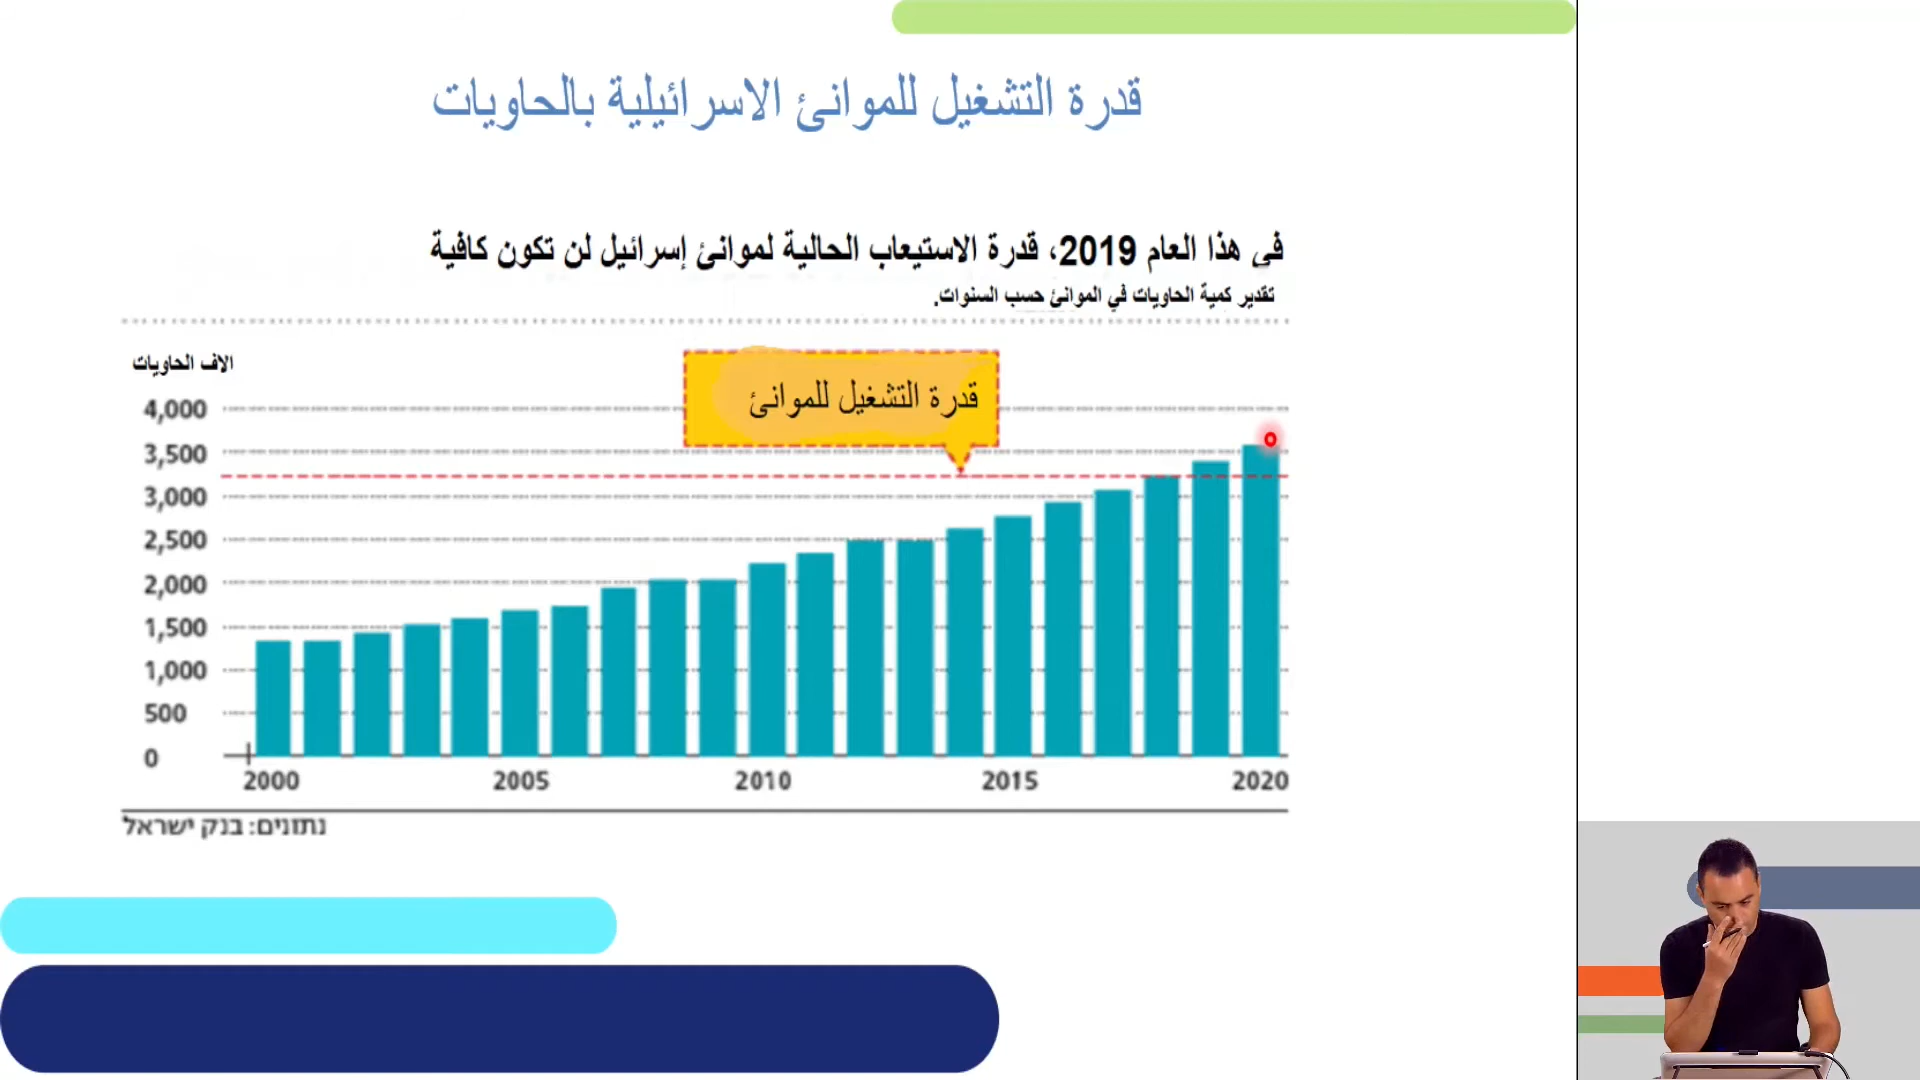 قدرة التشغيل للموانئ الاسرائيلية بالحاويات
في هذا العام 2019، قدرة الاستيعاب الحالية لموانئ إسرائيل لن تكون كافية
تقدير كمية الحاويات في الموانئ حسب السنوات.
الاف الحاويات
قدرة التشغيل للموانئ
4,000
3,500
3,000
2,500
2,000
1,500
1,000
500
0
2000 2005 2010 2015 2020
נתונים: בנק ישראל